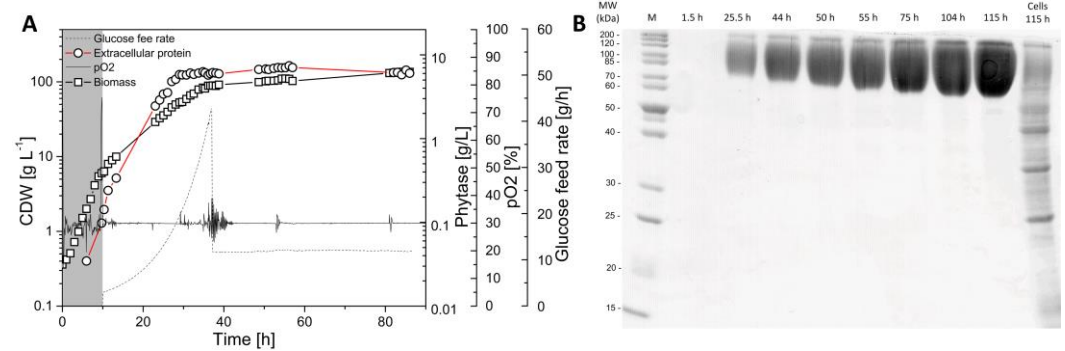 A
Glucose fee rate
Extracellular protein
pO2
Biomass
100
10
1
0.1
CDW [g L⁻¹]
0
20
40
60
80
Time [h]
10
1
0.1
0.01
Phytase [g/L]
100
90
80
70
60
50
40
30
20
10
0
pO2 [%]
60
50
40
30
20
10
0
Glucose feed rate [g/h]
B
MW
(kDa)
M
1.5 h
25.5 h
44 h
50 h
55 h
75 h
104 h
115 h
Cells
115 h
200 -
120 -
100 -
85 -
70 -
60 -
50 -
40 -
30 -
25 -
20 -
15 -